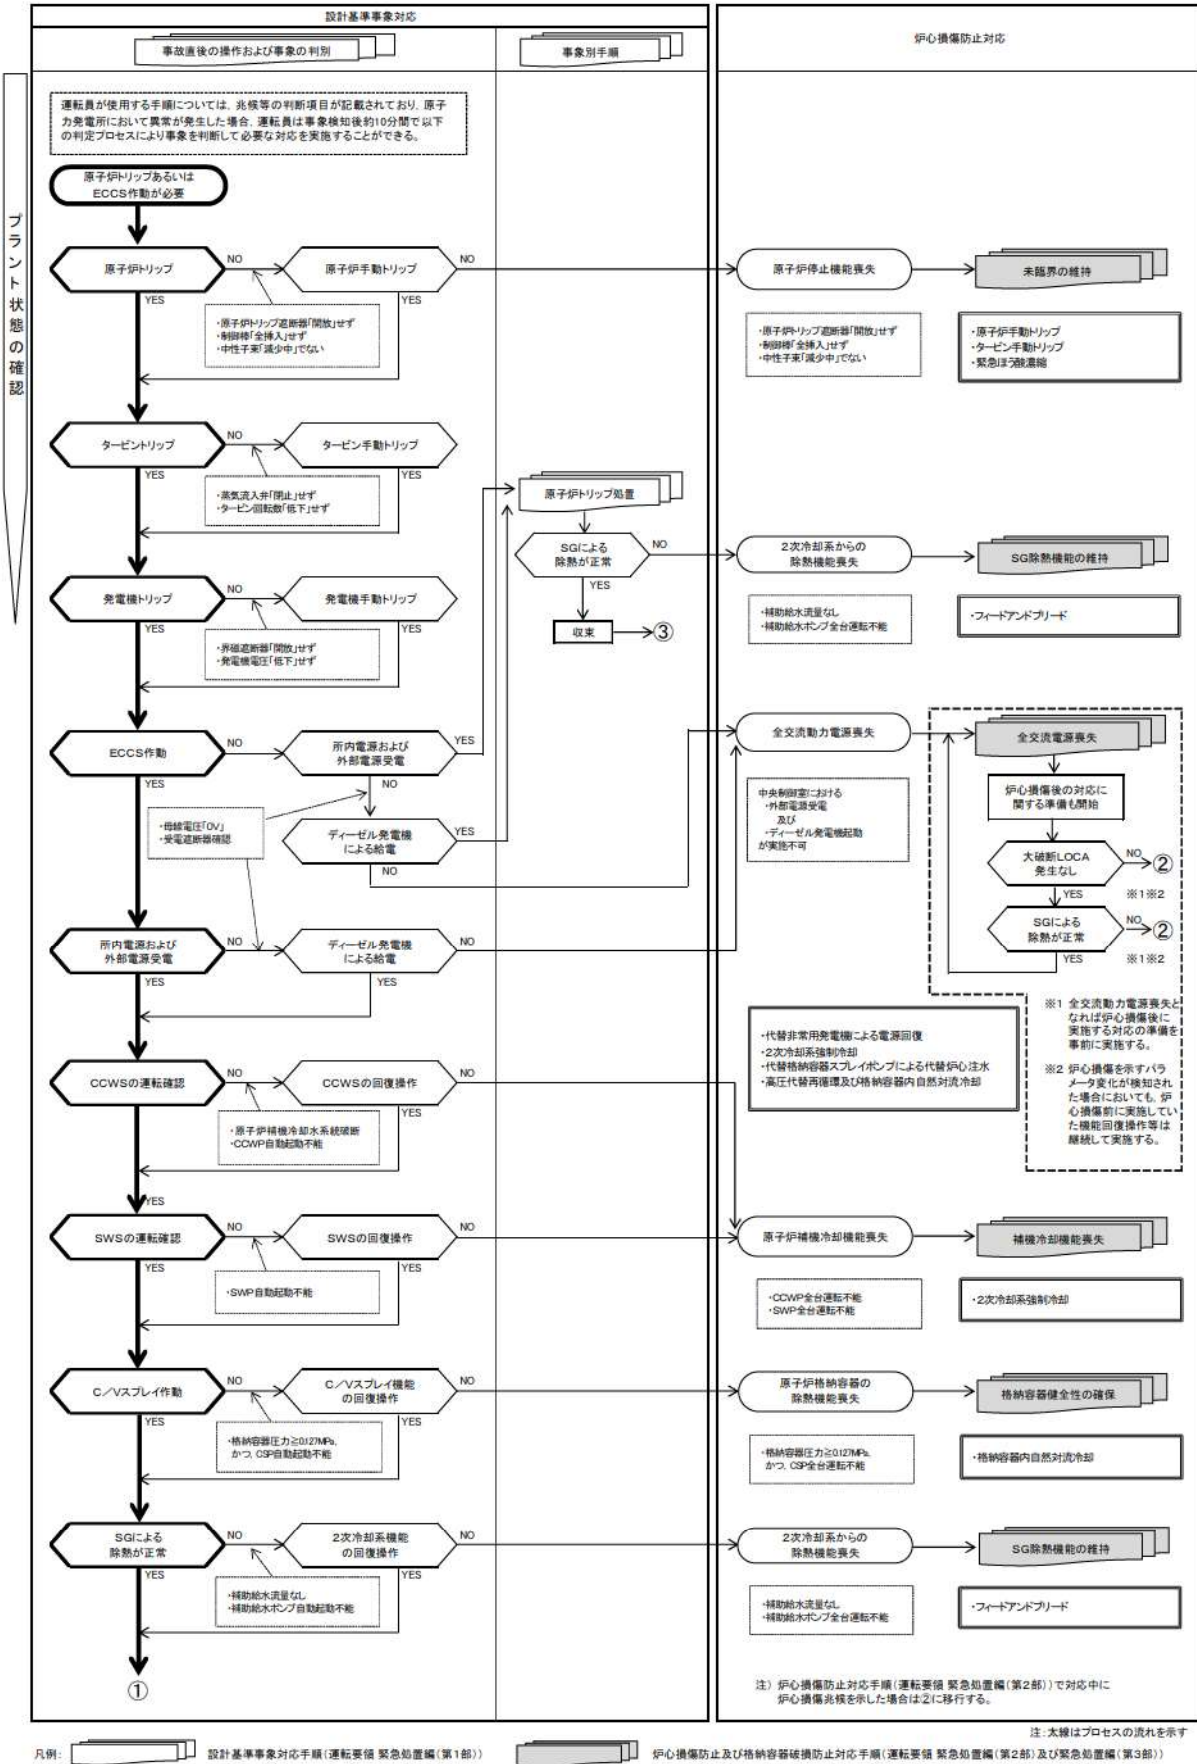 設計基準事象対応
事故直後の操作および事象の判別
事象別手順
炉心損傷防止対応
プラント状態の確認
運転員が使用する手順については、兆候等の判断項目が記載されており、原子
力発電所において異常が発生した場合、運転員は事象検知後約10分間で以下
の判定プロセスにより事象を判断して必要な対応を実施することができる。
原子炉トリップあるいは
ECCS作動が必要
原子炉トリップ
NO
原子炉手動トリップ
NO
原子炉停止機能喪失
未臨界の維持
YES
YES
・原子炉トリップ遮断器「開放」せず
・制御棒「全挿入」せず
・中性子束「減少中」でない
・原子炉トリップ遮断器「開放」せず
・制御棒「全挿入」せず
・中性子束「減少中」でない
・原子炉手動トリップ
・タービン手動トリップ
・緊急ほう酸濃縮
タービントリップ
NO
タービン手動トリップ
YES
YES
・蒸気流入弁「閉止」せず
・タービン回転数「低下」せず
原子炉トリップ処置
SGによる
除熱が正常
NO
YES
収束
③
2次冷却系からの
除熱機能喪失
SG除熱機能の維持
・補助給水流量なし
・補助給水ポンプ全台運転不能
・フィードアンドブリード
発電機トリップ
NO
発電機手動トリップ
YES
YES
・界磁遮断器「開放」せず
・発電機電圧「低下」せず
ECCS作動
NO
所内電源および
外部電源受電
YES
YES
NO
・母線電圧「0V」
・受電遮断器確認
ディーゼル発電機
による給電
YES
NO
全交流動力電源喪失
全交流電源喪失
中央制御室における
・外部電源受電
及び
・ディーゼル発電機起動
が実施不可
炉心損傷後の対応に
関する準備も開始
大破断LOCA
発生なし
NO
②
YES
※1※2
SGによる
除熱が正常
NO
②
YES
※1※2
所内電源および
外部電源受電
NO
ディーゼル発電機
による給電
NO
YES
YES
※1 全交流動力電源喪失と
なれば炉心損傷後に
実施する対応の準備を
事前に実施する。
※2 炉心損傷を示すパラ
メータ変化が検知され
た場合においても、炉
心損傷前に実施してい
た機能回復操作等は
継続して実施する。
・代替非常用発電機による電源回復
・2次冷却系強制冷却
・代替格納容器スプレイポンプによる代替炉心注水
・高圧代替再循環及び格納容器内自然対流冷却
CCWSの運転確認
NO
CCWSの回復操作
NO
YES
YES
・原子炉補機冷却水系統破断
・CCWP自動起動不能
SWSの運転確認
NO
SWSの回復操作
NO
原子炉補機冷却機能喪失
補機冷却機能喪失
YES
YES
・SWP自動起動不能
・CCWP全台運転不能
・SWP全台運転不能
・2次冷却系強制冷却
C/Vスプレイ作動
NO
C/Vスプレイ機能
の回復操作
NO
原子炉格納容器の
除熱機能喪失
格納容器健全性の確保
YES
YES
・格納容器圧力≧0.127MPa、
かつ、CSP自動起動不能
・格納容器圧力≧0.127MPa、
かつ、CSP全台運転不能
・格納容器内自然対流冷却
SGによる
除熱が正常
NO
2次冷却系機能
の回復操作
NO
2次冷却系からの
除熱機能喪失
SG除熱機能の維持
YES
YES
・補助給水流量なし
・補助給水ポンプ自動起動不能
・補助給水流量なし
・補助給水ポンプ全台運転不能
・フィードアンドブリード
①
注）炉心損傷防止対応手順（運転要領 緊急処置編（第2部））で対応中に
炉心損傷兆候を示した場合は②に移行する。
注：太線はプロセスの流れを示す
凡例：
設計基準事象対応手順（運転要領 緊急処置編（第1部））
炉心損傷防止及び格納容器破損防止対応手順（運転要領 緊急処置編（第2部）及び緊急処置編（第3部））